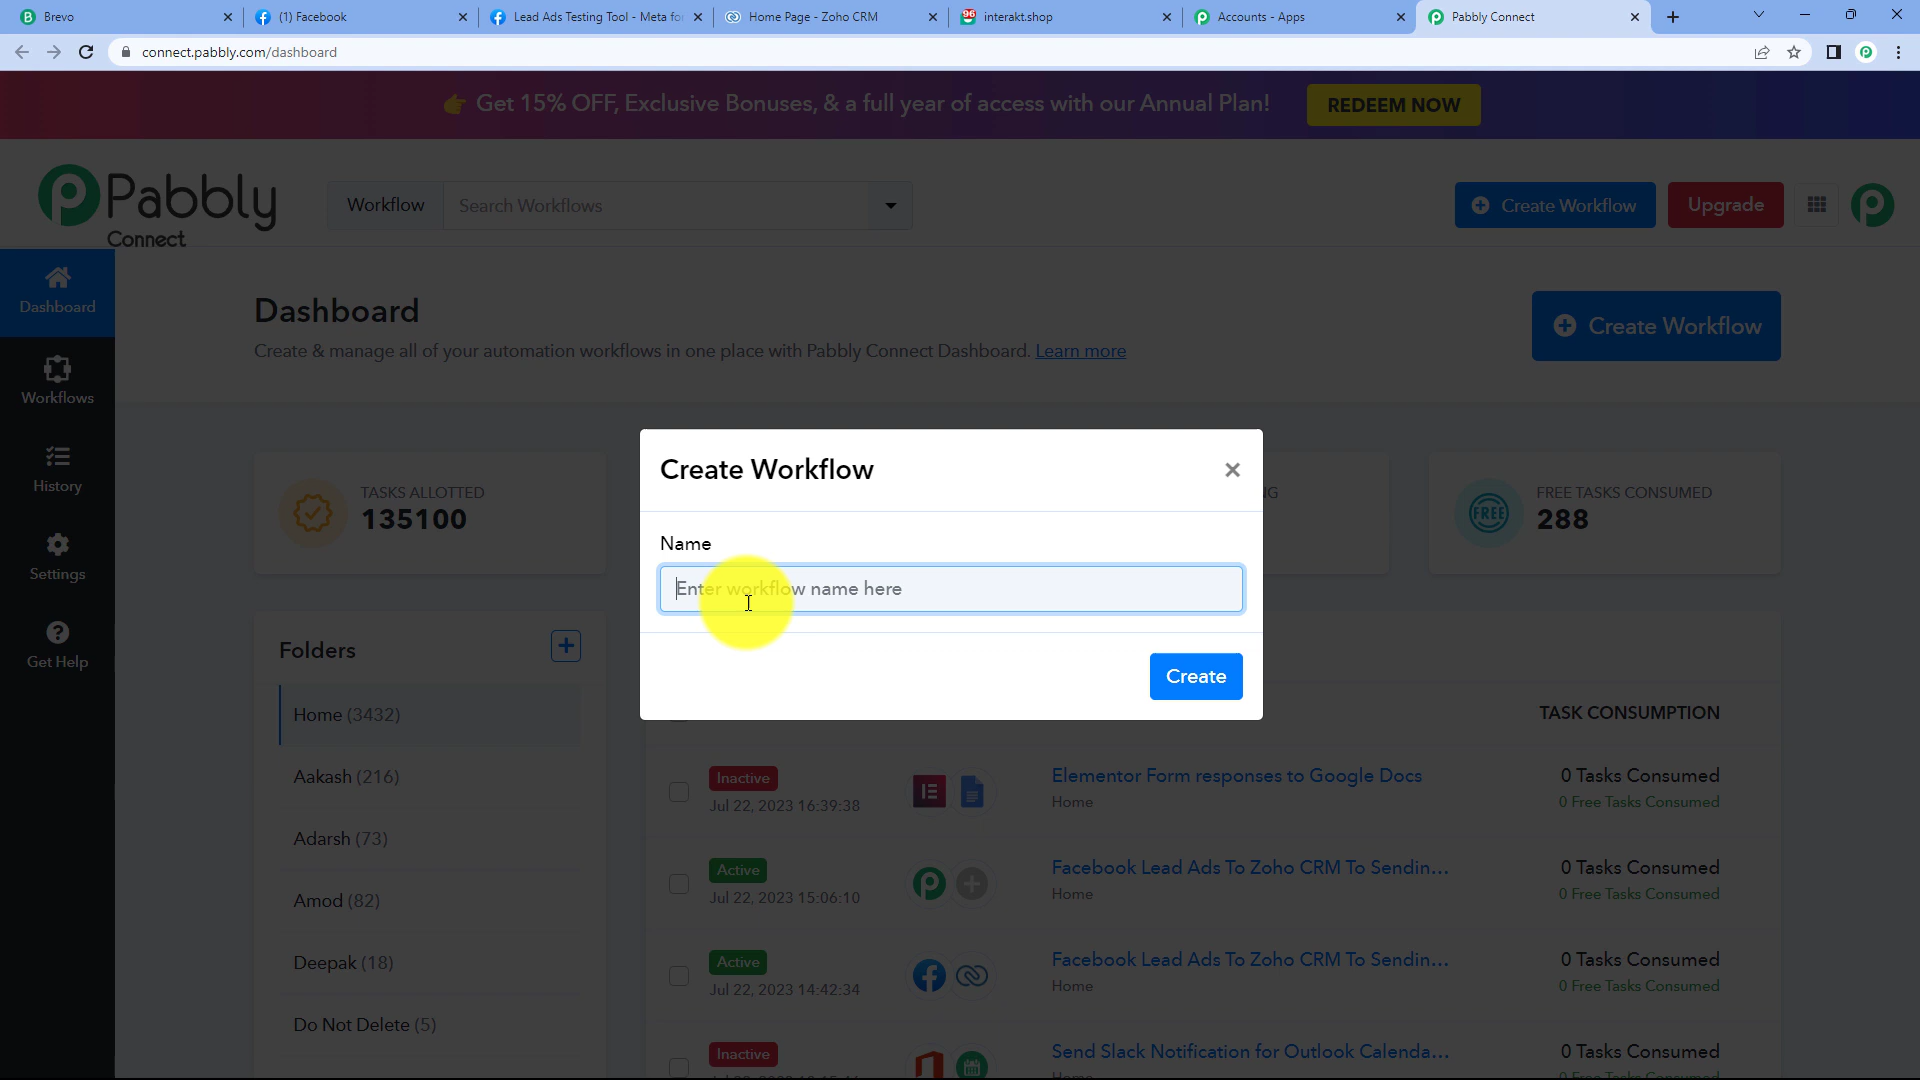 Brevo
(1) Facebook
Lead Ads Testing Tool - Meta fo
Home Page - Zoho CRM
96
interakt.shop
Accounts - Apps
Pabbly Connect
connect.pabbly.com/dashboard
Get 15% OFF, Exclusive Bonuses, & a full year of access with our Annual Plan!
REDEEM NOW
Pabbly
Connect
Workflow
Search Workflows
Create Workflow
Upgrade
Dashboard
Workflows
History
Settings
Get Help
Dashboard
Create & manage all of your automation workflows in one place with Pabbly Connect Dashboard. Learn more
Create Workflow
TASKS ALLOTTED
135100
NG
FREE
FREE TASKS CONSUMED
288
Create Workflow
Name
Enter workflow name here
Create
Folders
Home (3432)
Aakash (216)
Adarsh (73)
Amod (82)
Deepak (18)
Do Not Delete (5)
TASK CONSUMPTION
Inactive
Jul 22, 2023 16:39:38
Elementor Form responses to Google Docs
Home
0 Tasks Consumed
0 Free Tasks Consumed
Active
Jul 22, 2023 15:06:10
Facebook Lead Ads To Zoho CRM To Sendin...
Home
0 Tasks Consumed
0 Free Tasks Consumed
Active
Jul 22, 2023 14:42:34
Facebook Lead Ads To Zoho CRM To Sendin...
Home
0 Tasks Consumed
0 Free Tasks Consumed
Inactive
Send Slack Notification for Outlook Calenda...
Home
0 Tasks Consumed
0 Free Tasks Consumed